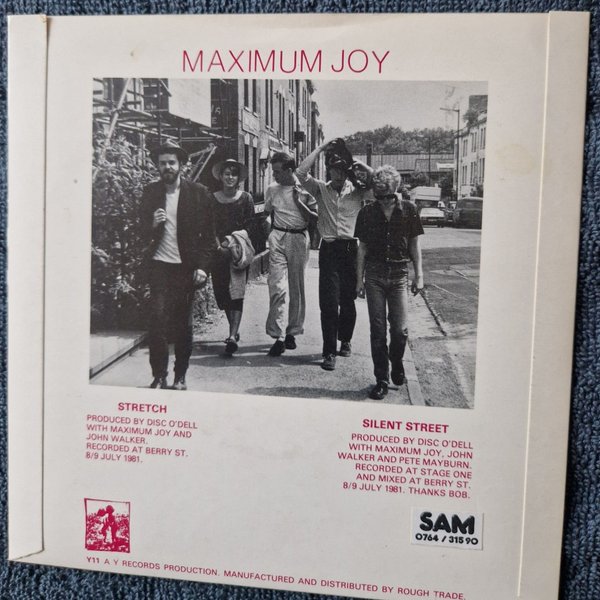 MAXIMUM JOY
STRETCH
PRODUCED BY DISC O'DELL
WITH MAXIMUM JOY AND
JOHN WALKER.
RECORDED AT BERRY ST.
8/9 JULY 1981.
SILENT STREET
PRODUCED BY DISC O'DELL
WITH MAXIMUM JOY, JOHN
WALKER AND PETE MAYBURN.
RECORDED AT STAGE ONE
AND MIXED AT BERRY ST.
8/9 JULY 1981. THANKS BOB.
SAM
0764 / 315 90
Y11 A Y RECORDS PRODUCTION. MANUFACTURED AND DISTRIBUTED BY ROUGH TRADE.